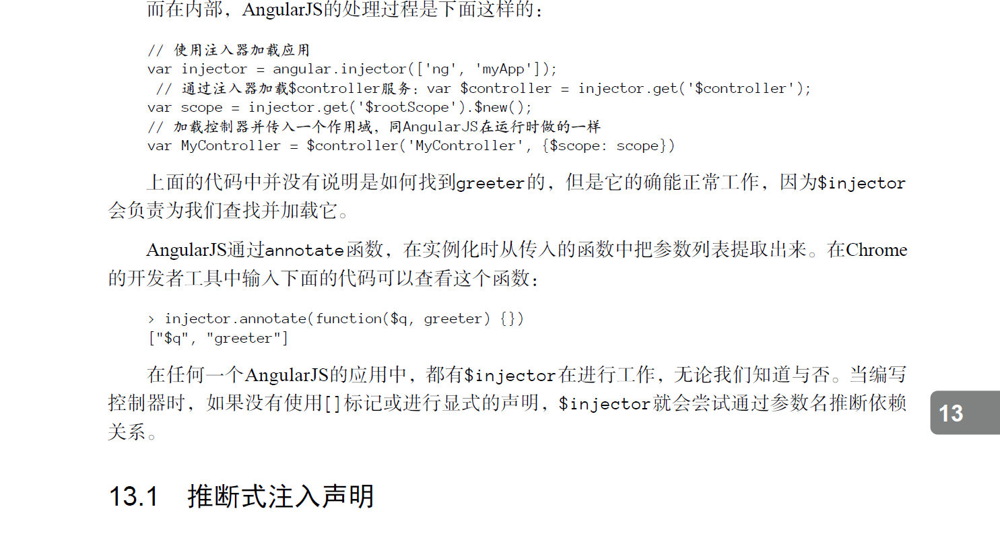 而在内部，AngularJS的处理过程是下面这样的：
// 使用注入器加载应用
var injector = angular.injector(['ng', 'myApp']);
// 通过注入器加载$controller服务：var $controller = injector.get('$controller');
var scope = injector.get('$rootScope').$new();
// 加载控制器并传入一个作用域，同AngularJS在运行时做的一样
var MyController = $controller('MyController', {$scope: scope})
上面的代码中并没有说明是如何找到greeter的，但是它的确能正常工作，因为$injector
会负责为我们查找并加载它。
AngularJS通过annotate函数，在实例化时从传入的函数中把参数列表提取出来。在Chrome
的开发者工具中输入下面的代码可以查看这个函数：
> injector.annotate(function($q, greeter) {})
["$q", "greeter"]
在任何一个AngularJS的应用中，都有$injector在进行工作，无论我们知道与否。当编写
控制器时，如果没有使用[]标记或进行显式的声明，$injector就会尝试通过参数名推断依赖
关系。
13
13.1 推断式注入声明